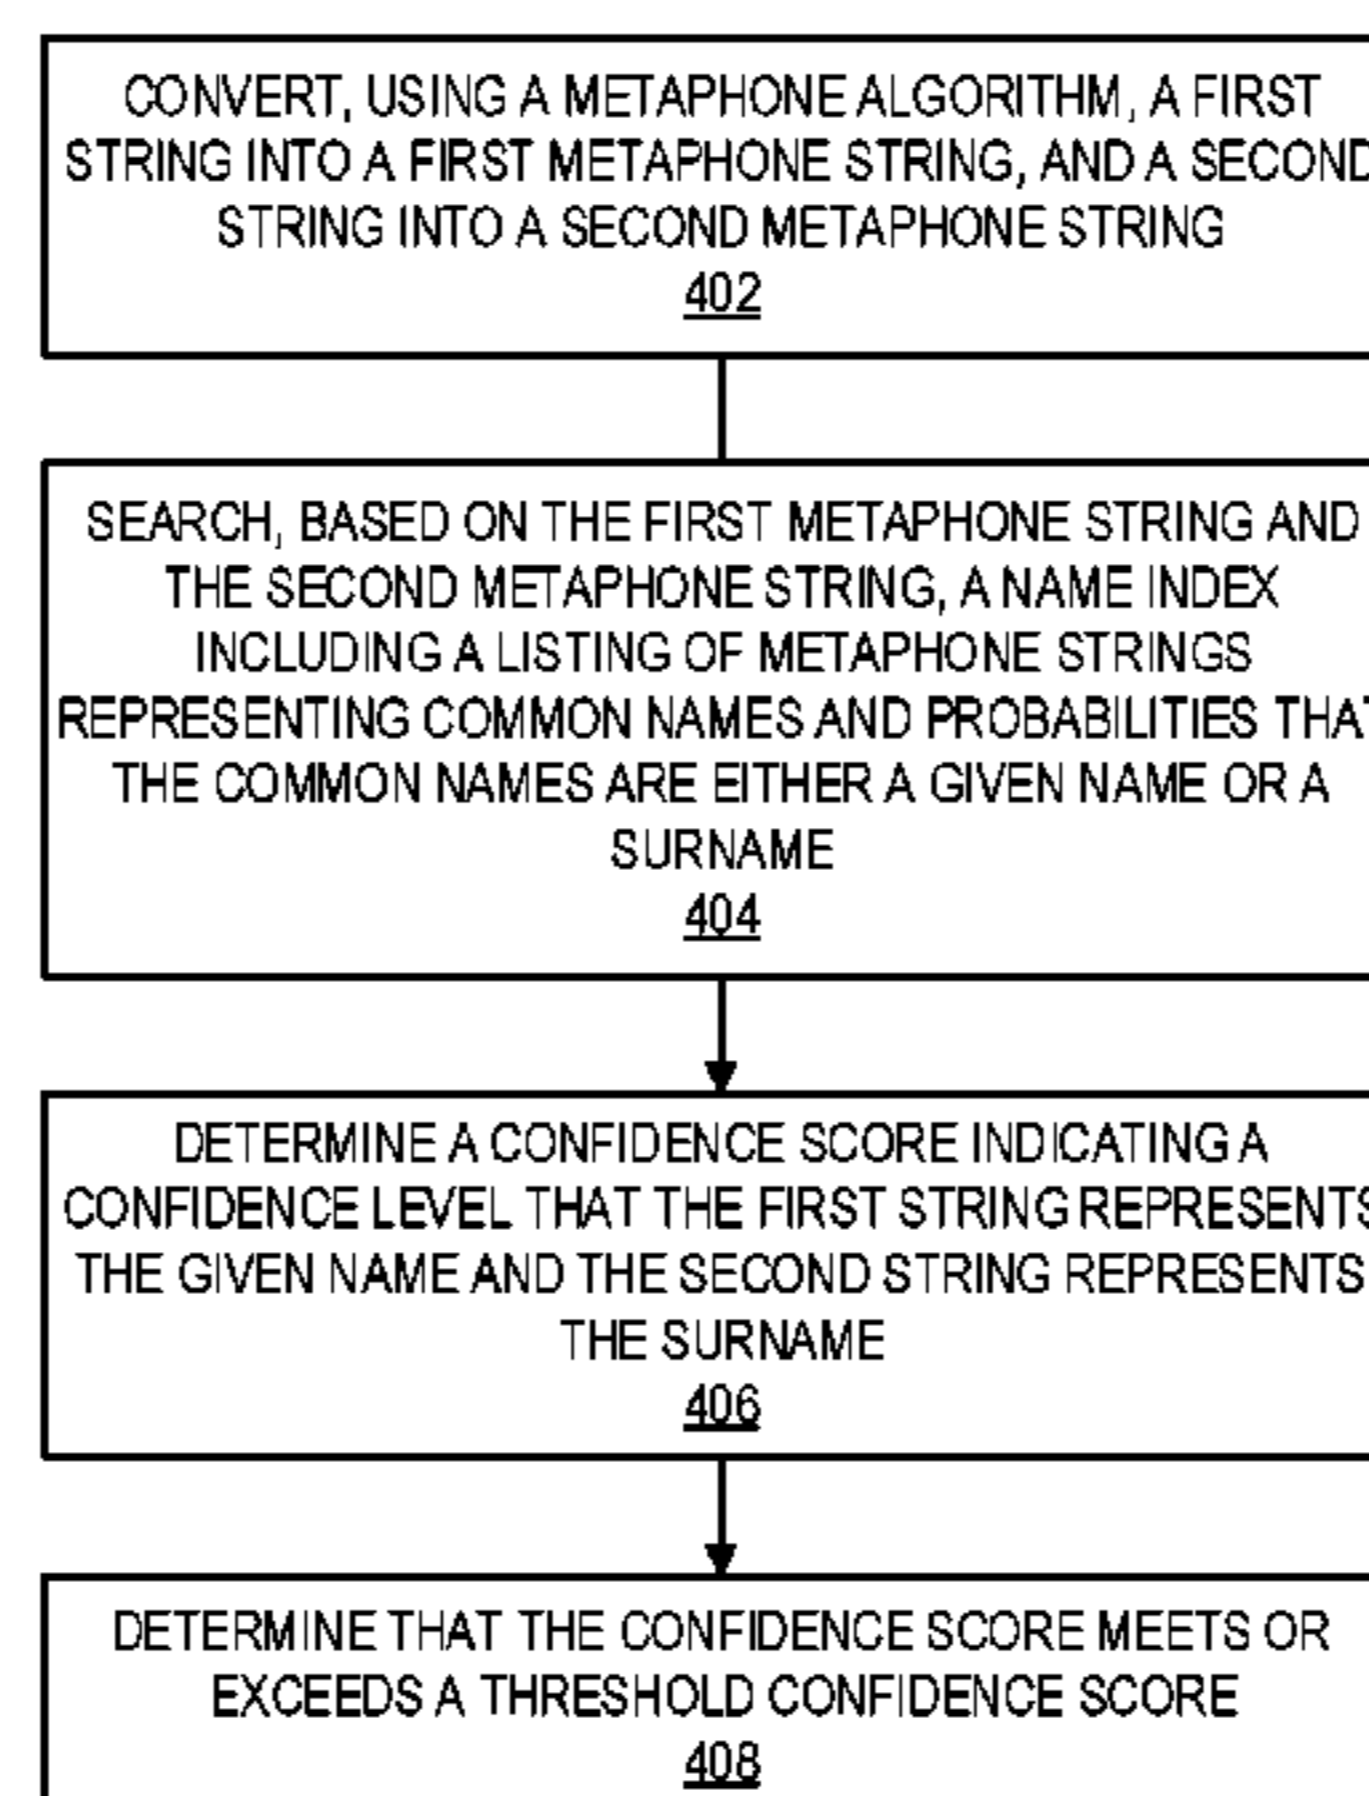 CONVERT, USING A METAPHONE ALGORITHM, A FIRST
STRING INTO A FIRST METAPHONE STRING, AND A SECOND
STRING INTO A SECOND METAPHONE STRING
402
SEARCH, BASED ON THE FIRST METAPHONE STRING AND
THE SECOND METAPHONE STRING, A NAME INDEX
INCLUDING A LISTING OF METAPHONE STRINGS
REPRESENTING COMMON NAMES AND PROBABILITIES THAT
THE COMMON NAMES ARE EITHER A GIVEN NAME OR A
SURNAME
404
DETERMINE A CONFIDENCE SCORE INDICATING A
CONFIDENCE LEVEL THAT THE FIRST STRING REPRESENTS
THE GIVEN NAME AND THE SECOND STRING REPRESENTS
THE SURNAME
406
DETERMINE THAT THE CONFIDENCE SCORE MEETS OR
EXCEEDS A THRESHOLD CONFIDENCE SCORE
408